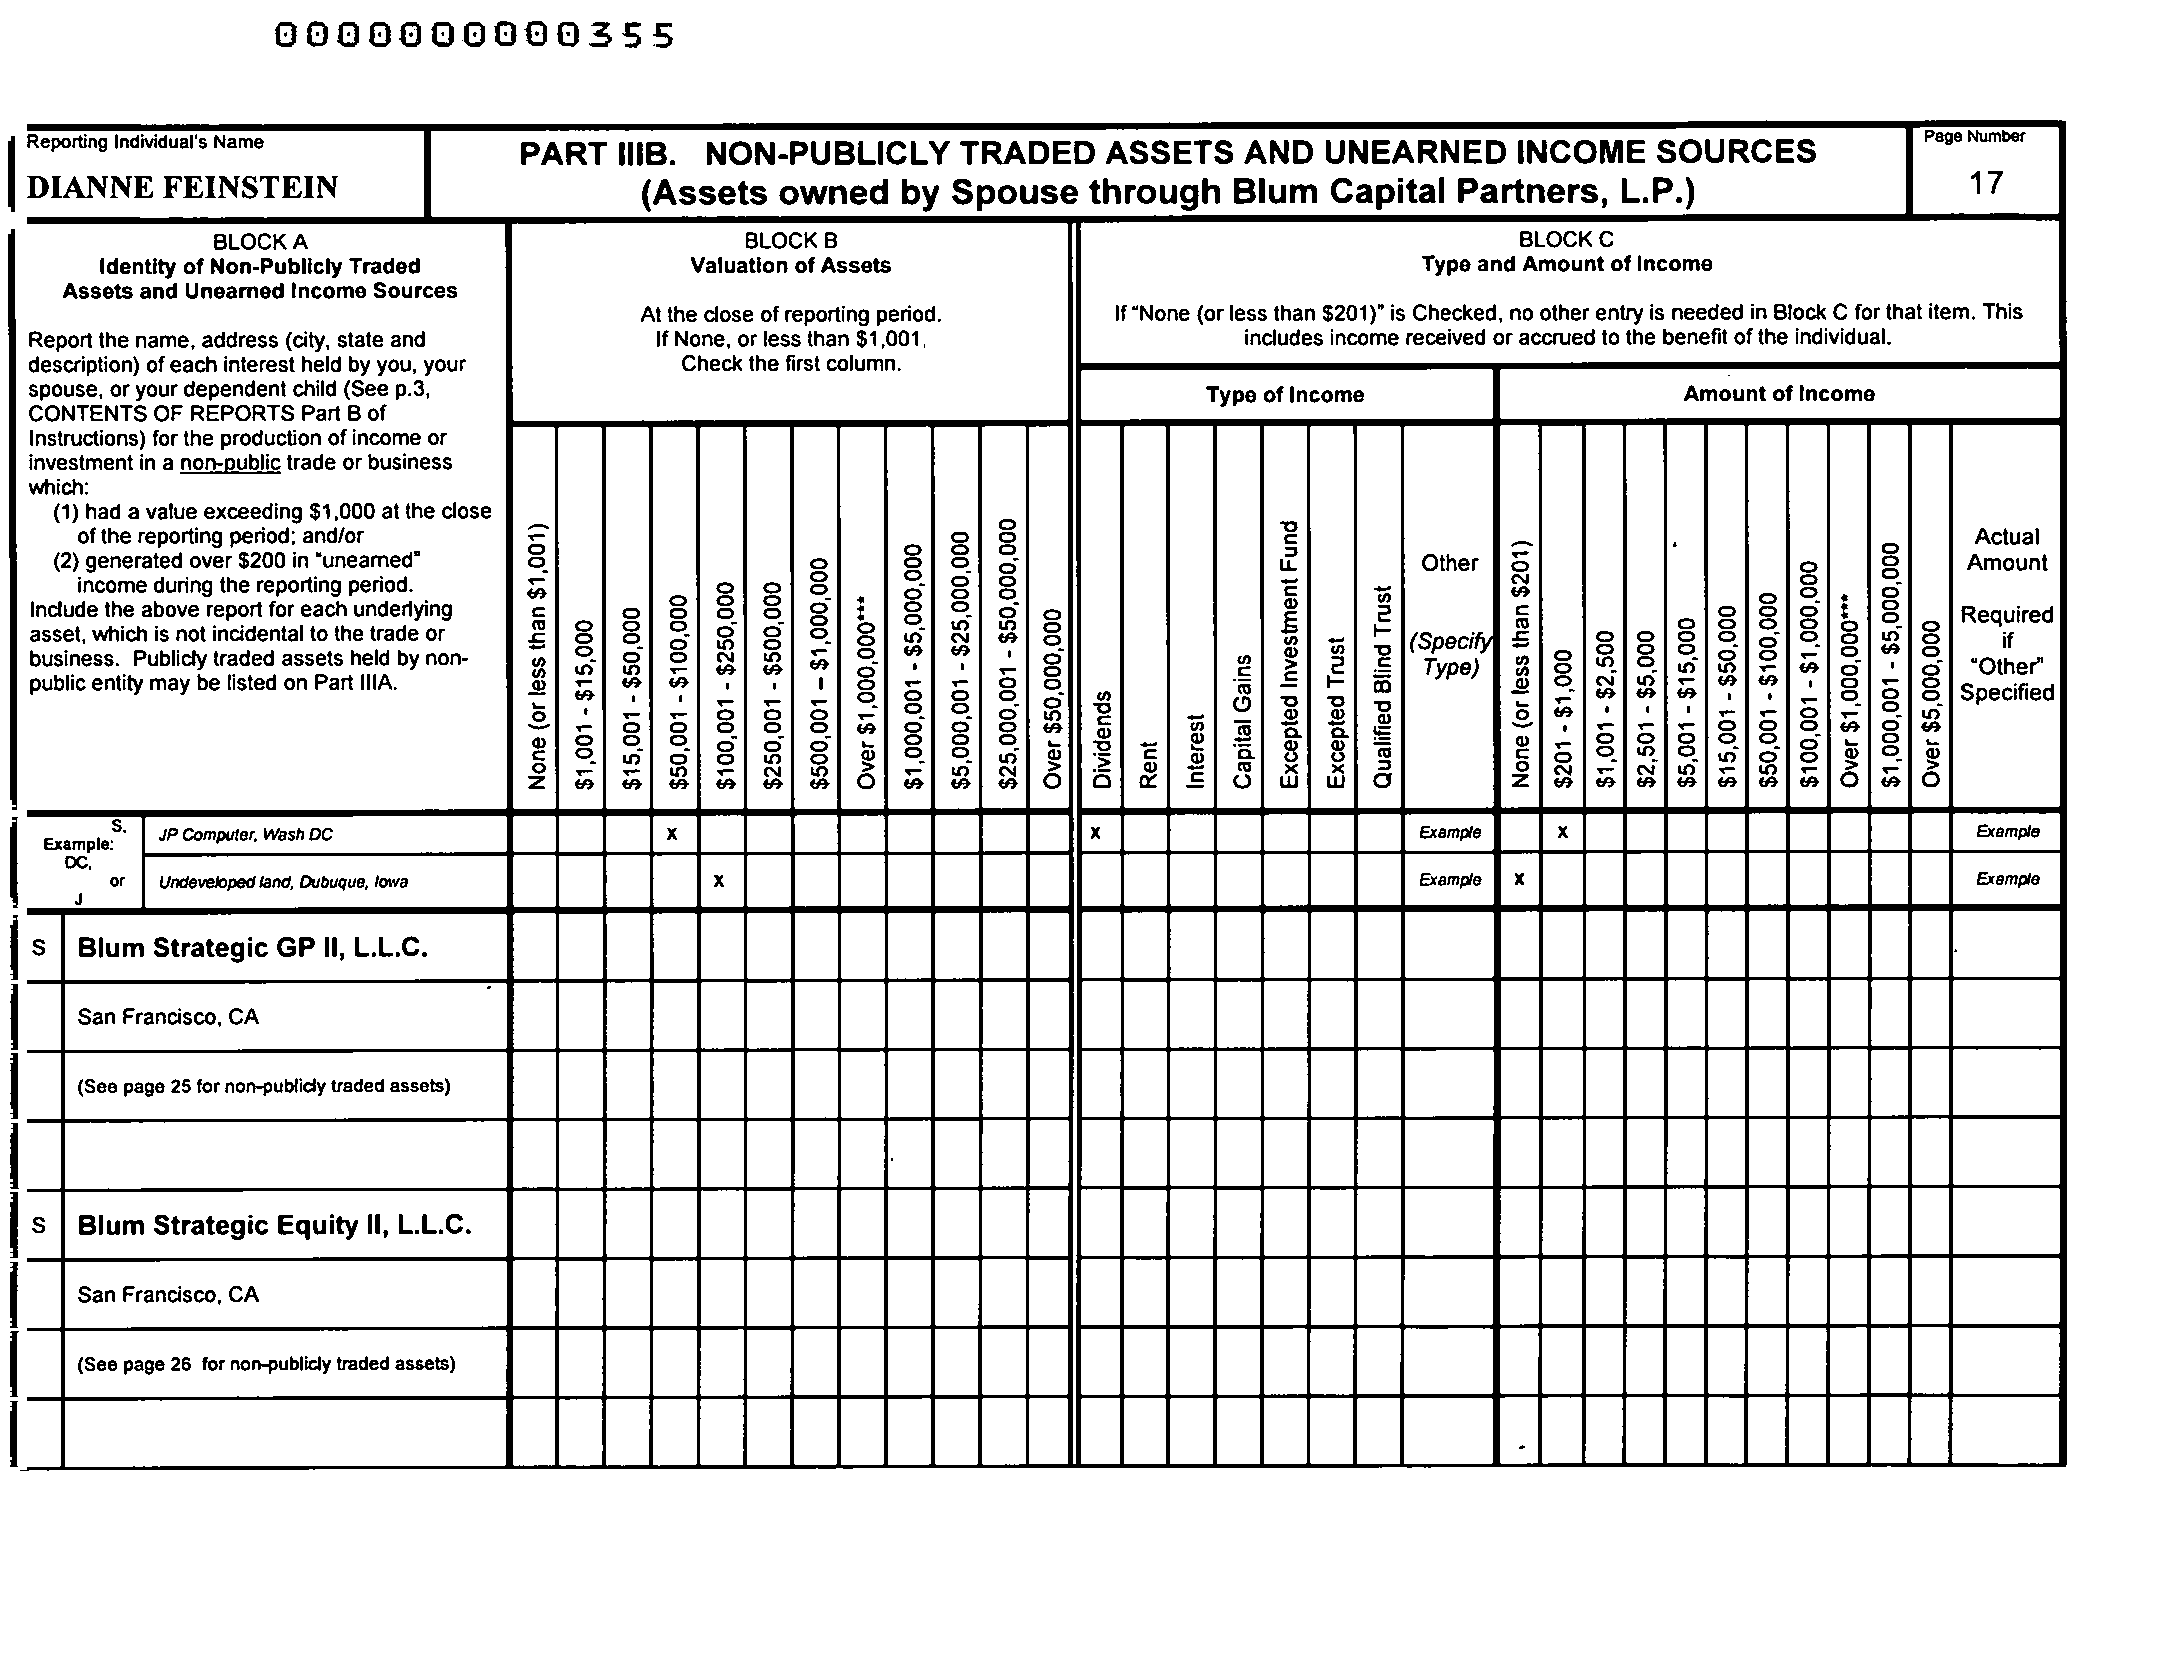 0000000000355
Reporting Individual's Name
DIANNE FEINSTEIN
PART IIIB. NON-PUBLICLY TRADED ASSETS AND UNEARNED INCOME SOURCES
(Assets owned by Spouse through Blum Capital Partners, L.P.)
Page Number
17
BLOCK A
Identity of Non-Publicly Traded
Assets and Unearned Income Sources
Report the name, address (city, state and
description) of each interest held by you, your
spouse, or your dependent child (See p.3,
CONTENTS OF REPORTS Part B of
Instructions) for the production of income or
investment in a non-public trade or business
which:
(1) had a value exceeding $1,000 at the close
of the reporting period; and/or
(2) generated over $200 in "unearned"
income during the reporting period.
Include the above report for each underlying
asset, which is not incidental to the trade or
business. Publicly traded assets held by non-
public entity may be listed on Part IIIA.
BLOCK B
Valuation of Assets
At the close of reporting period.
If None, or less than $1,001,
Check the first column.
None (or less than $1,001)
$1,001 - $15,000
$15,001 - $50,000
$50,001 - $100,000
$100,001 - $250,000
$250,001 - $500,000
$500,001 - $1,000,000
Over $1,000,000***
$1,000,001 - $5,000,000
$5,000,001 - $25,000,000
$25,000,001 - $50,000,000
Over $50,000,000
BLOCK C
Type and Amount of Income
If "None (or less than $201)" is Checked, no other entry is needed in Block C for that item. This
includes income received or accrued to the benefit of the individual.
Type of Income
Dividends
Rent
Interest
Capital Gains
Excepted Investment Fund
Excepted Trust
Qualified Blind Trust
Other
(Specify
Type)
Amount of Income
None (or less than $201)
$201 - $1,000
$1,001 - $2,500
$2,501 - $5,000
$5,001 - $15,000
$15,001 - $50,000
$50,001 - $100,000
$100,001 - $1,000,000
Over $1,000,000***
$1,000,001 - $5,000,000
Over $5,000,000
Actual
Amount
Required
if
"Other"
Specified
Example:
S,
DC,
or
J
JP Computer, Wash DC X X Example X Example
Undeveloped land, Dubuque, Iowa X Example X Example
S Blum Strategic GP II, L.L.C.
San Francisco, CA
(See page 25 for non-publicly traded assets)
S Blum Strategic Equity II, L.L.C.
San Francisco, CA
(See page 26 for non-publicly traded assets)